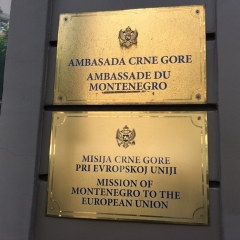 AMBASADA CRNE GORE
AMBASSADE DU
MONTENEGRO
MISIJA CRNE GORE
PRI EVROPSKOJ UNIJI
MISSION OF
MONTENEGRO TO THE
EUROPEAN UNION